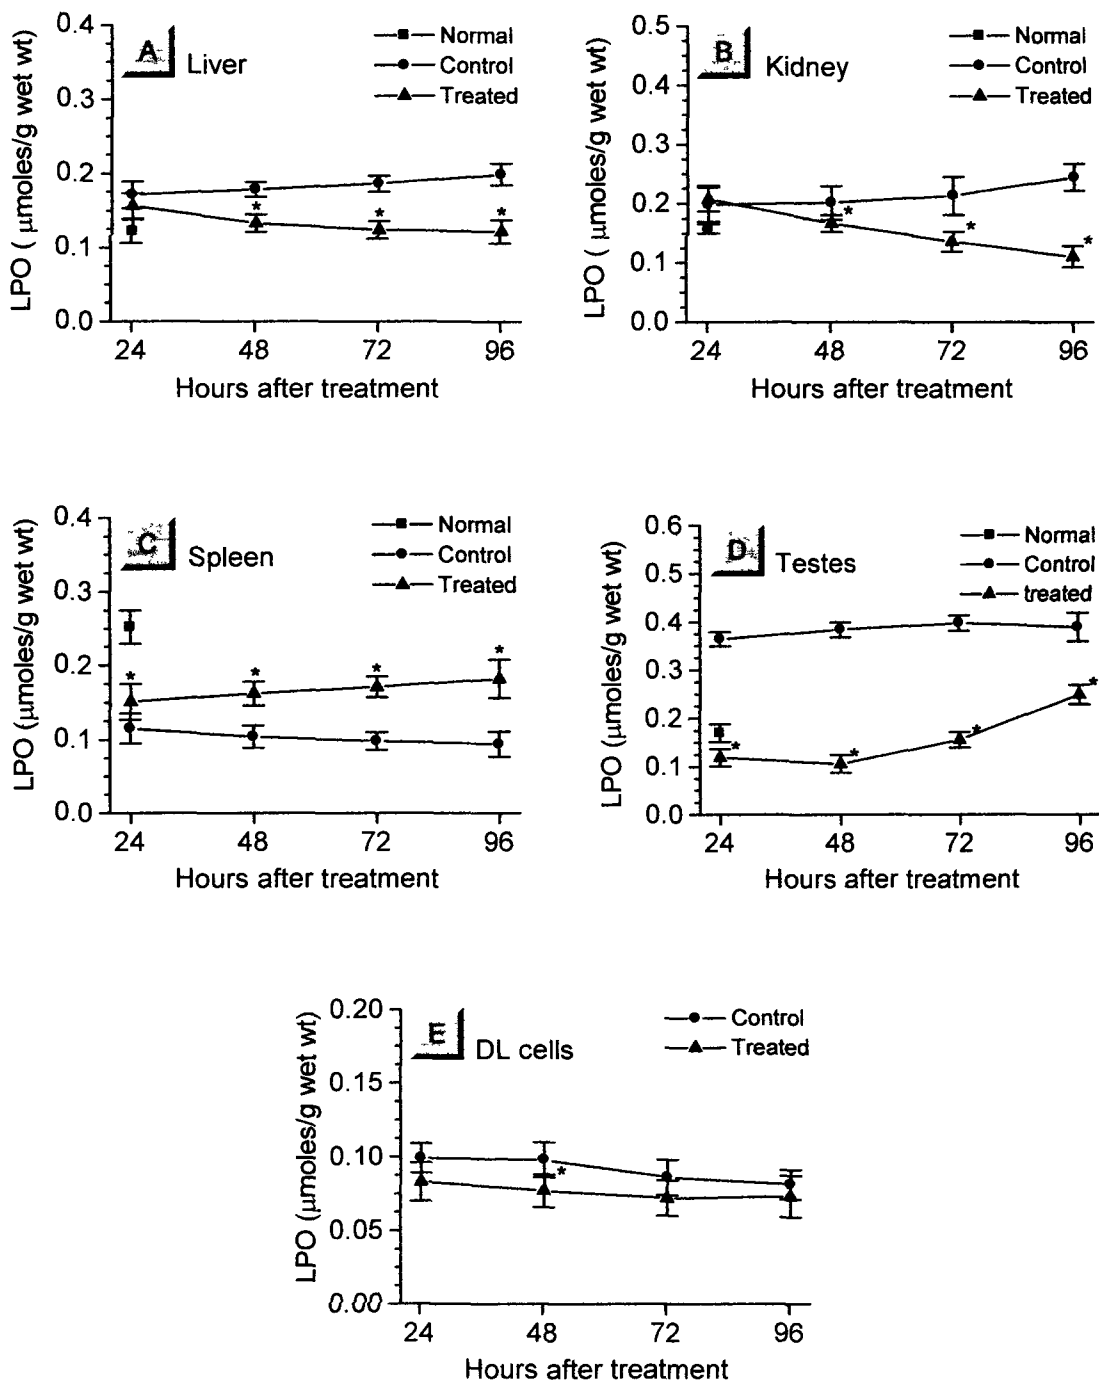 A Liver
Normal
Control
Treated
LPO ( μmoles/g wet wt)
0.4
0.3
0.2
0.1
0.0
* * *
24 48 72 96
Hours after treatment
B Kidney
Normal
Control
Treated
LPO ( μmoles/g wet wt)
0.5
0.4
0.3
0.2
0.1
0.0
* * *
24 48 72 96
Hours after treatment
C Spleen
Normal
Control
Treated
LPO (μmoles/g wet wt)
0.4
0.3
0.2
0.1
0.0
* * * *
24 48 72 96
Hours after treatment
D Testes
Normal
Control
treated
LPO (μmoles/g wet wt)
0.6
0.5
0.4
0.3
0.2
0.1
0.0
* * * *
24 48 72 96
Hours after treatment
E DL cells
Control
Treated
LPO (μmoles/g wet wt)
0.20
0.15
0.10
0.05
0.00
*
24 48 72 96
Hours after treatment